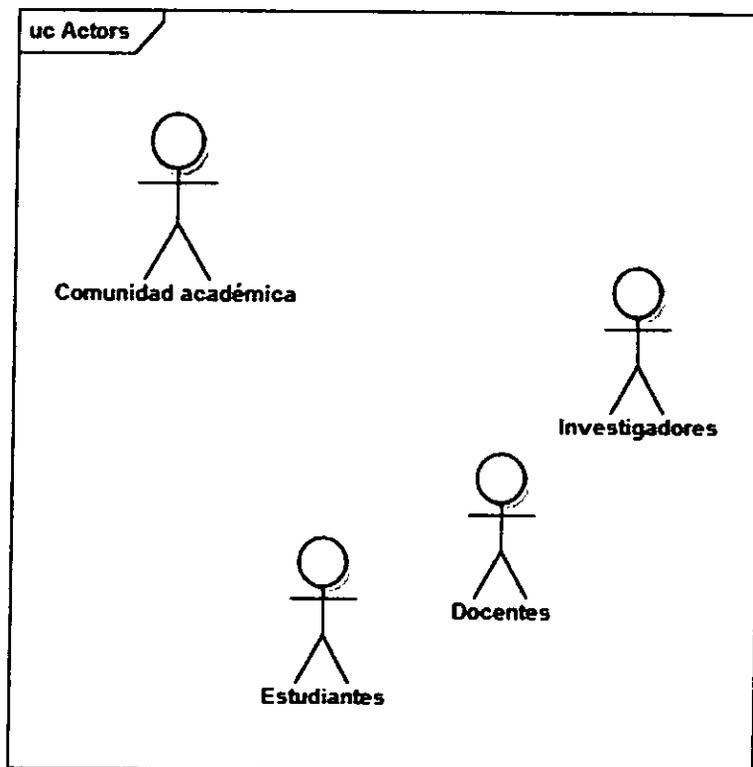 uc Actors
Comunidad académica
Investigadores
Docentes
Estudiantes